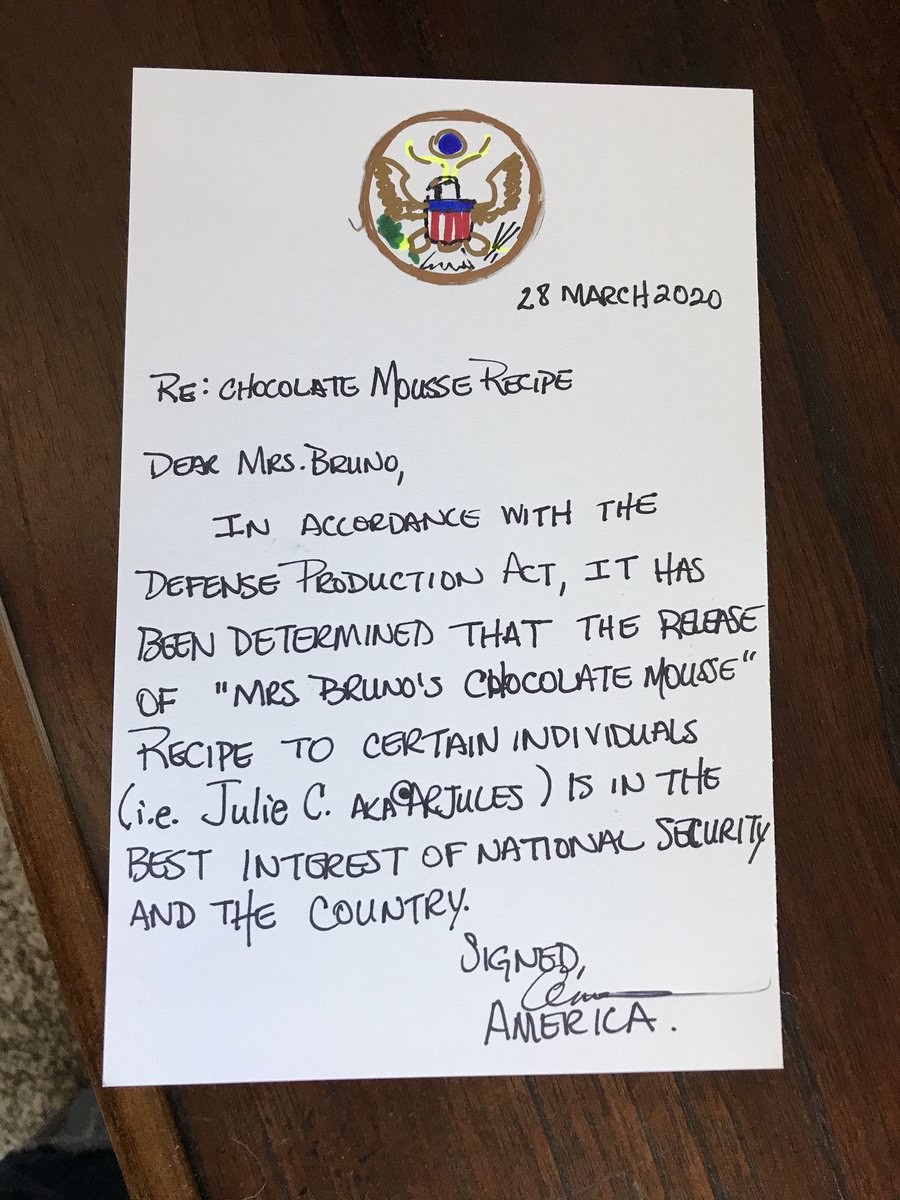 28 MARCH 2020
RE: CHOCOLATE MOUSSE RECIPE
DEAR MRS. BRUNO,
IN ACCORDANCE WITH THE
DEFENSE PRODUCTION ACT, IT HAS
BEEN DETERMINED THAT THE RELEASE
OF "MRS BRUNO'S CHOCOLATE MOUSSE"
RECIPE TO CERTAIN INDIVIDUALS
(i.e. Julie C. AKA @ARJULES) IS IN THE
BEST INTEREST OF NATIONAL SECURITY
AND THE COUNTRY.
SIGNED,
AMERICA.